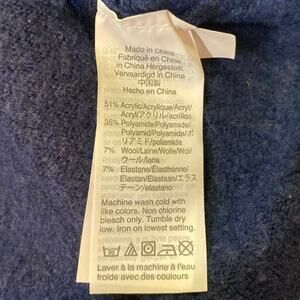 Made in China
Fabriqué en Chine
in China Hergestellt
Vervaardigd in China
中国製
Hecho en China
51% Acrylic/Acrylique/Acryl/
Acryl/アクリル/acrílico
35% Polyamide/Polyamide/
Polyamid/Polyamide/ポ
リアミド/poliamida
7% Wool/Laine/Wolle/Wol/
ウール/lana
7% Elastane/Élasthanne/
Elastan/Elastaan/エラス
テーン/elastano
Machine wash cold with
like colors. Non chlorine
bleach only. Tumble dry
low. Iron on lowest setting.
Laver à la machine à l'eau
froide avec des couleurs